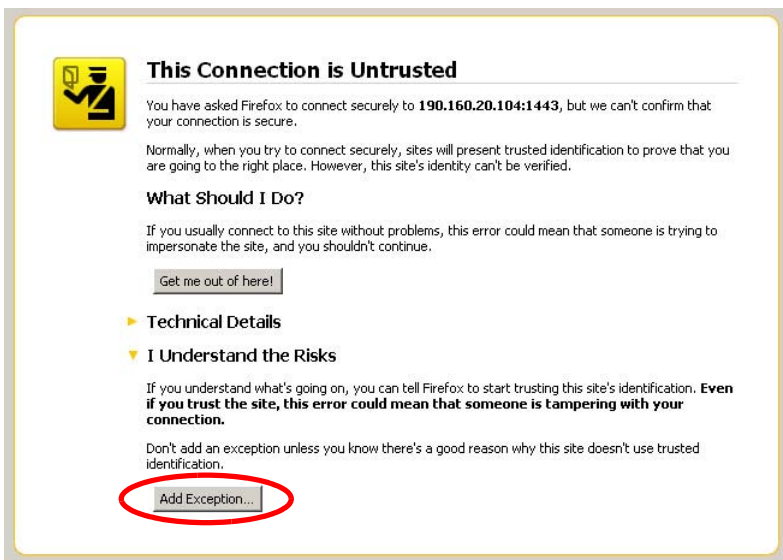 This Connection is Untrusted
You have asked Firefox to connect securely to 190.160.20.104:1443, but we can't confirm that
your connection is secure.
Normally, when you try to connect securely, sites will present trusted identification to prove that you
are going to the right place. However, this site's identity can't be verified.
What Should I Do?
If you usually connect to this site without problems, this error could mean that someone is trying to
impersonate the site, and you shouldn't continue.
Get me out of here!
Technical Details
I Understand the Risks
If you understand what's going on, you can tell Firefox to start trusting this site's identification. Even
if you trust the site, this error could mean that someone is tampering with your
connection.
Don't add an exception unless you know there's a good reason why this site doesn't use trusted
identification.
Add Exception...